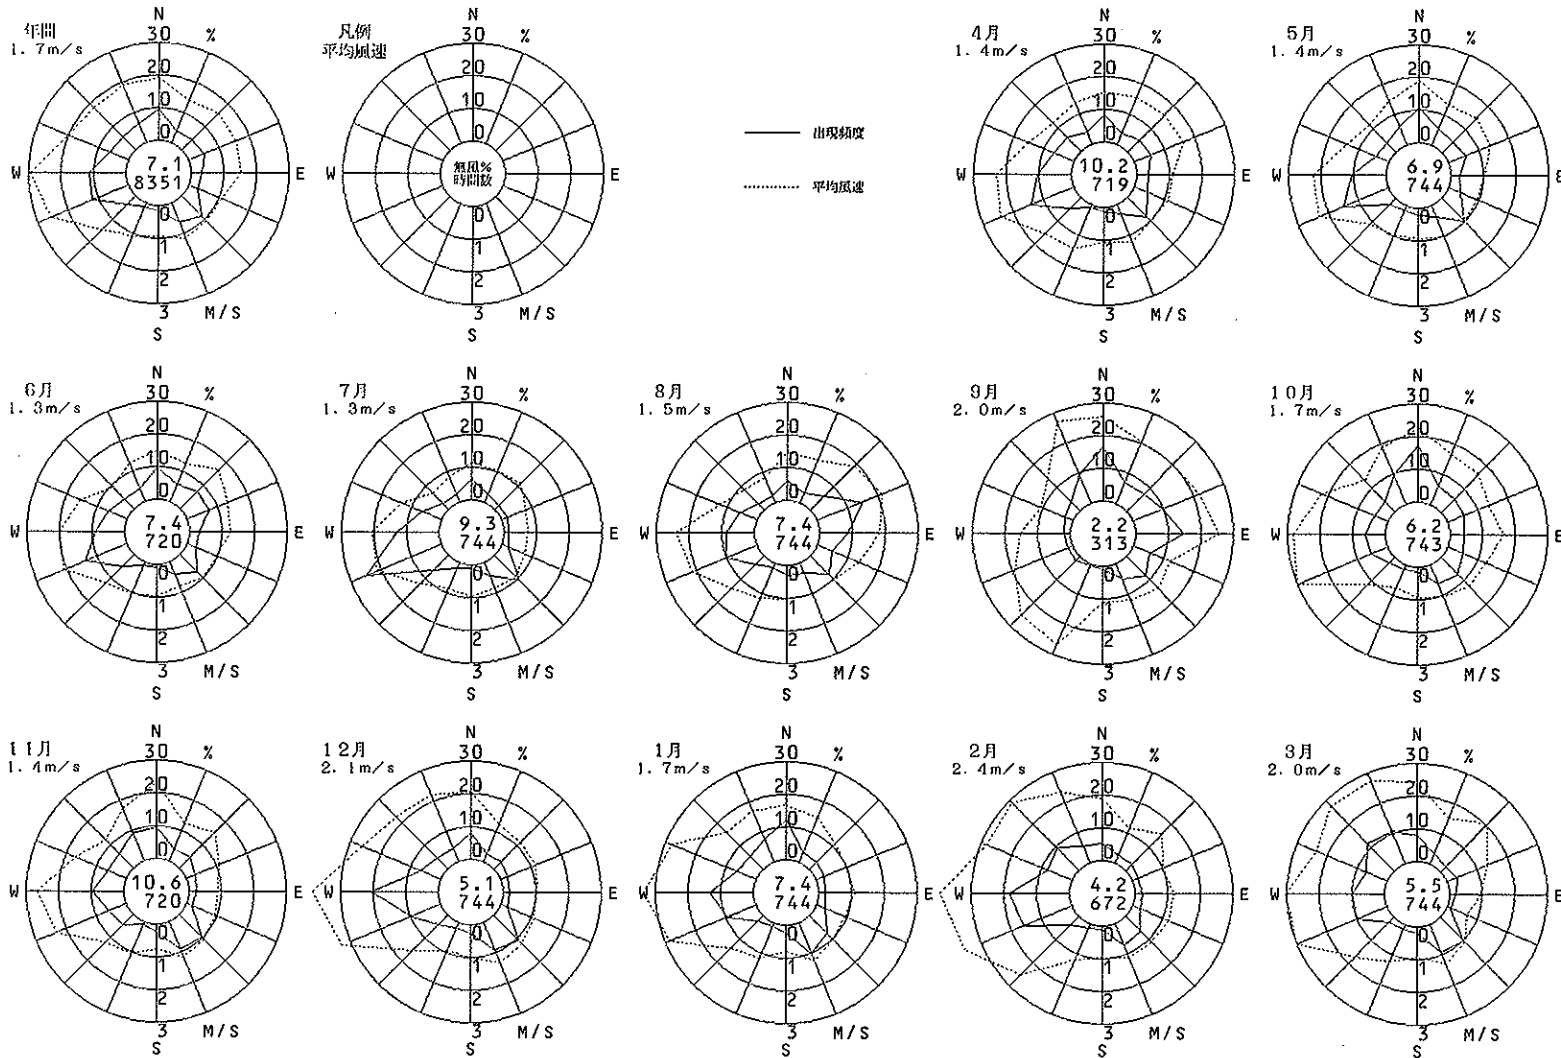 年間
1.7m/s
N
30 %
20
10
0
7.1
8351
W
E
0
1
2
3 M/S
S
凡例
平均風速
N
30 %
20
10
0
無風%
時間数
W
E
0
1
2
3 M/S
S
出現頻度
平均風速
4月
1.4m/s
N
30 %
20
10
0
10.2
719
W
E
0
1
2
3 M/S
S
5月
1.4m/s
N
30 %
20
10
0
6.9
744
W
E
0
1
2
3 M/S
S
6月
1.3m/s
N
30 %
20
10
0
7.4
720
W
E
0
1
2
3 M/S
S
7月
1.3m/s
N
30 %
20
10
0
9.3
744
W
E
0
1
2
3 M/S
S
8月
1.5m/s
N
30 %
20
10
0
7.4
744
W
E
0
1
2
3 M/S
S
9月
2.0m/s
N
30 %
20
10
0
2.2
313
W
E
0
1
2
3 M/S
S
10月
1.7m/s
N
30 %
20
10
0
6.2
743
W
E
0
1
2
3 M/S
S
11月
1.4m/s
N
30 %
20
10
0
10.6
720
W
E
0
1
2
3 M/S
S
12月
2.1m/s
N
30 %
20
10
0
5.1
744
W
E
0
1
2
3 M/S
S
1月
1.7m/s
N
30 %
20
10
0
7.4
744
W
E
0
1
2
3 M/S
S
2月
2.4m/s
N
30 %
20
10
0
4.2
672
W
E
0
1
2
3 M/S
S
3月
2.0m/s
N
30 %
20
10
0
5.5
744
W
E
0
1
2
3 M/S
S